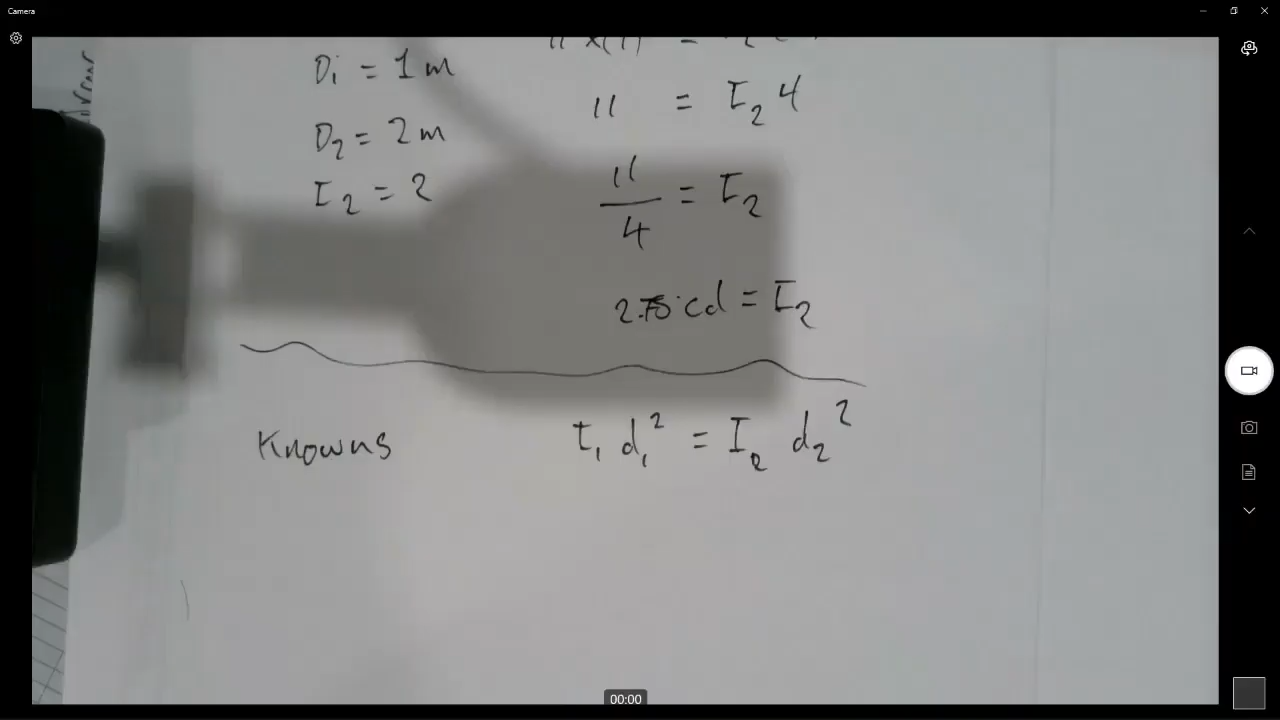 Camera
D₁ = 1 m
11 = I₂ 4
D₂ = 2 m
11/4 = I₂
I₂ = 2
2.75 cd = I₂
Knowns
I₁ d₁² = I₂ d₂²
00:00